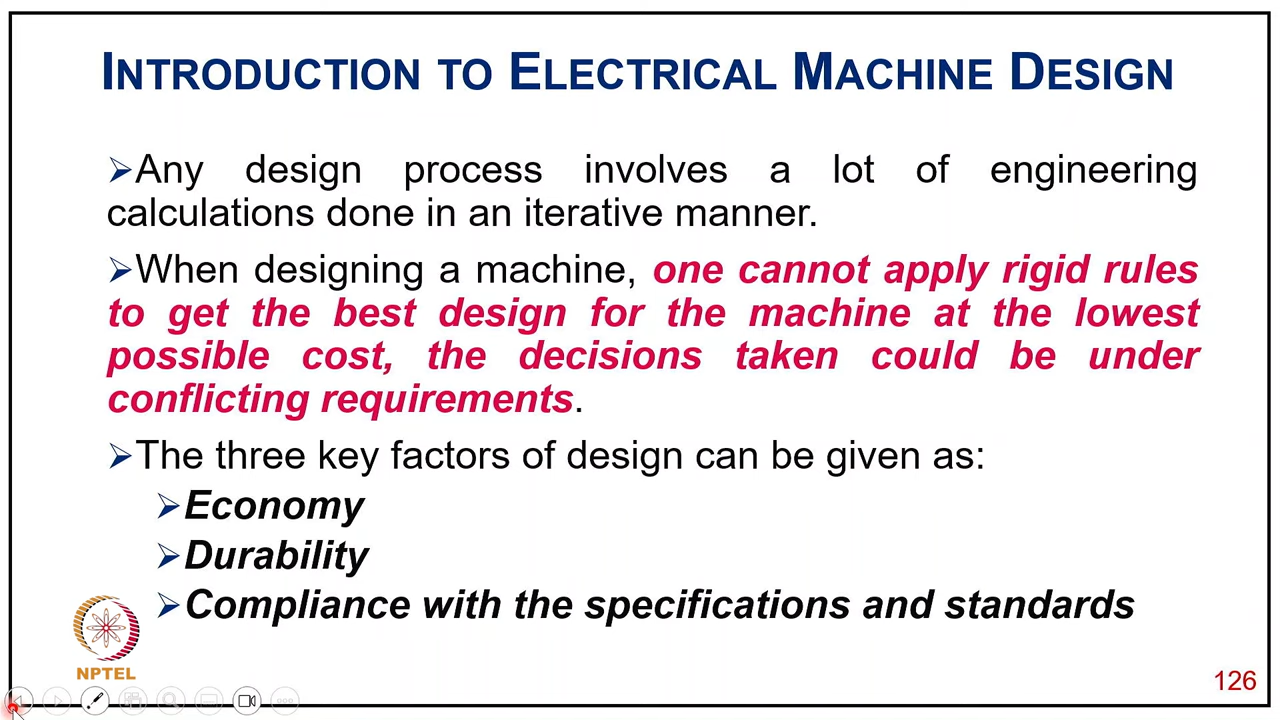 INTRODUCTION TO ELECTRICAL MACHINE DESIGN
➢Any design process involves a lot of engineering
calculations done in an iterative manner.
➢When designing a machine, one cannot apply rigid rules
to get the best design for the machine at the lowest
possible cost, the decisions taken could be under
conflicting requirements.
➢The three key factors of design can be given as:
➢Economy
➢Durability
➢Compliance with the specifications and standards
NPTEL
126